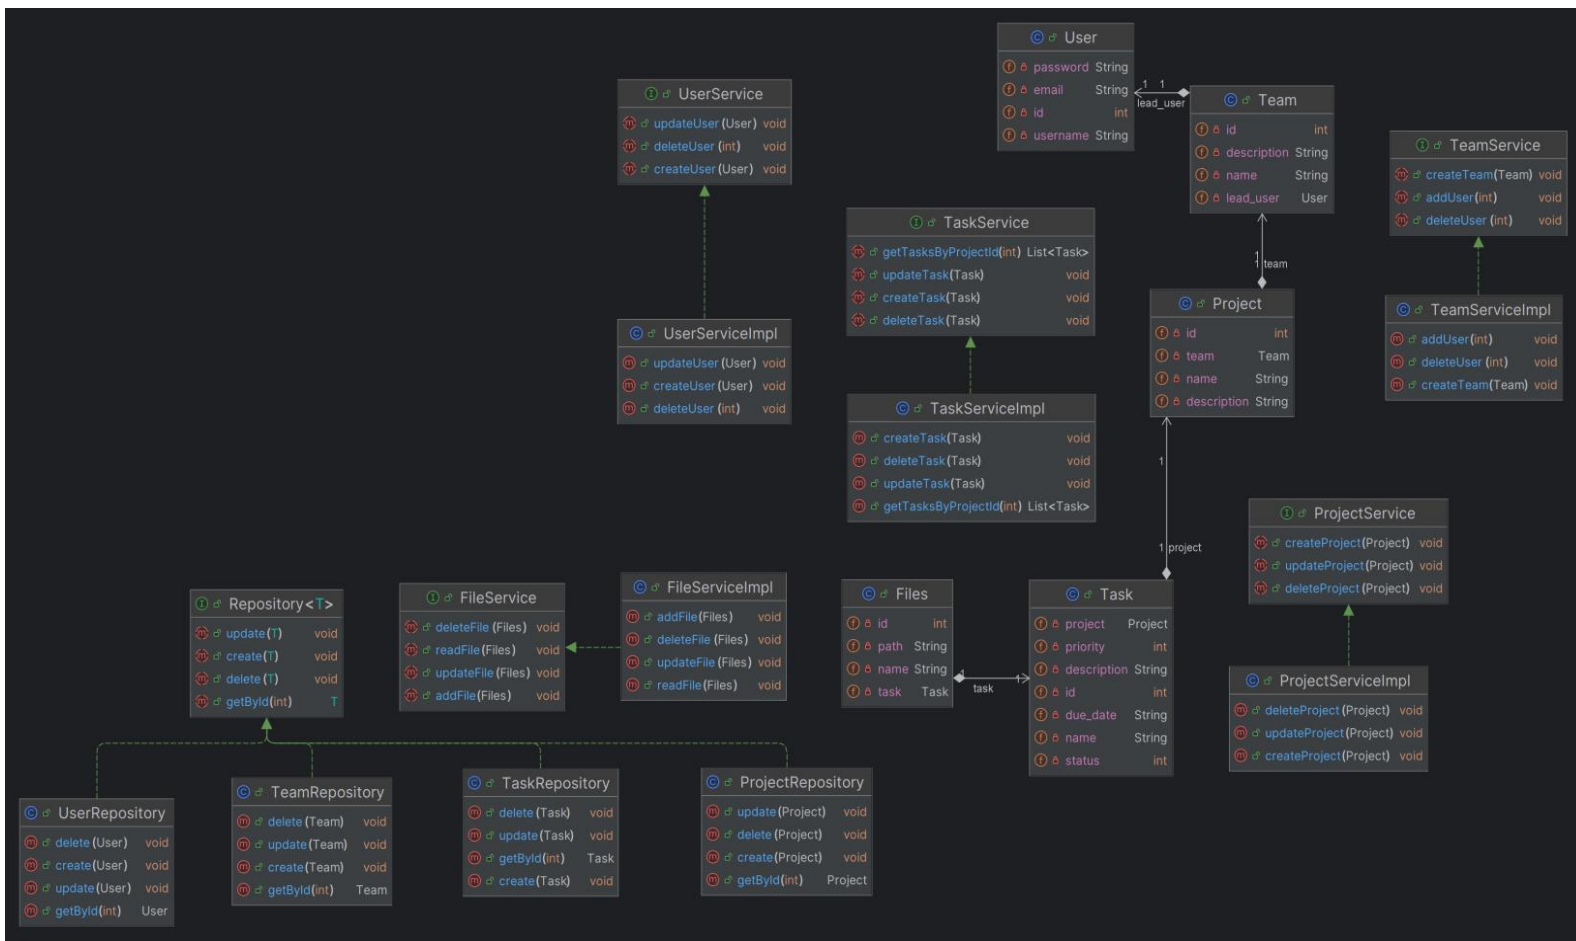 User
password String
email String
id int
username String
1 1
lead_user
Team
id int
description String
name String
lead_user User
UserService
updateUser(User) void
deleteUser(int) void
createUser(User) void
TeamService
createTeam(Team) void
addUser(int) void
deleteUser(int) void
TaskService
getTasksByProjectId(int) List<Task>
updateTask(Task) void
createTask(Task) void
deleteTask(Task) void
1
1 team
Project
id int
team Team
name String
description String
TeamServiceImpl
addUser(int) void
deleteUser(int) void
createTeam(Team) void
UserServiceImpl
updateUser(User) void
createUser(User) void
deleteUser(int) void
TaskServiceImpl
createTask(Task) void
deleteTask(Task) void
updateTask(Task) void
getTasksByProjectId(int) List<Task>
1
1 project
ProjectService
createProject(Project) void
updateProject(Project) void
deleteProject(Project) void
Repository<T>
update(T) void
create(T) void
delete(T) void
getById(int) T
FileService
deleteFile(Files) void
readFile(Files) void
updateFile(Files) void
addFile(Files) void
FileServiceImpl
addFile(Files) void
deleteFile(Files) void
updateFile(Files) void
readFile(Files) void
Files
id int
path String
name String
task Task
1 1
task
Task
project Project
priority int
description String
id int
due_date String
name String
status int
ProjectServiceImpl
deleteProject(Project) void
updateProject(Project) void
createProject(Project) void
UserRepository
delete(User) void
create(User) void
update(User) void
getById(int) User
TeamRepository
delete(Team) void
update(Team) void
create(Team) void
getById(int) Team
TaskRepository
delete(Task) void
update(Task) void
getById(int) Task
create(Task) void
ProjectRepository
update(Project) void
delete(Project) void
create(Project) void
getById(int) Project